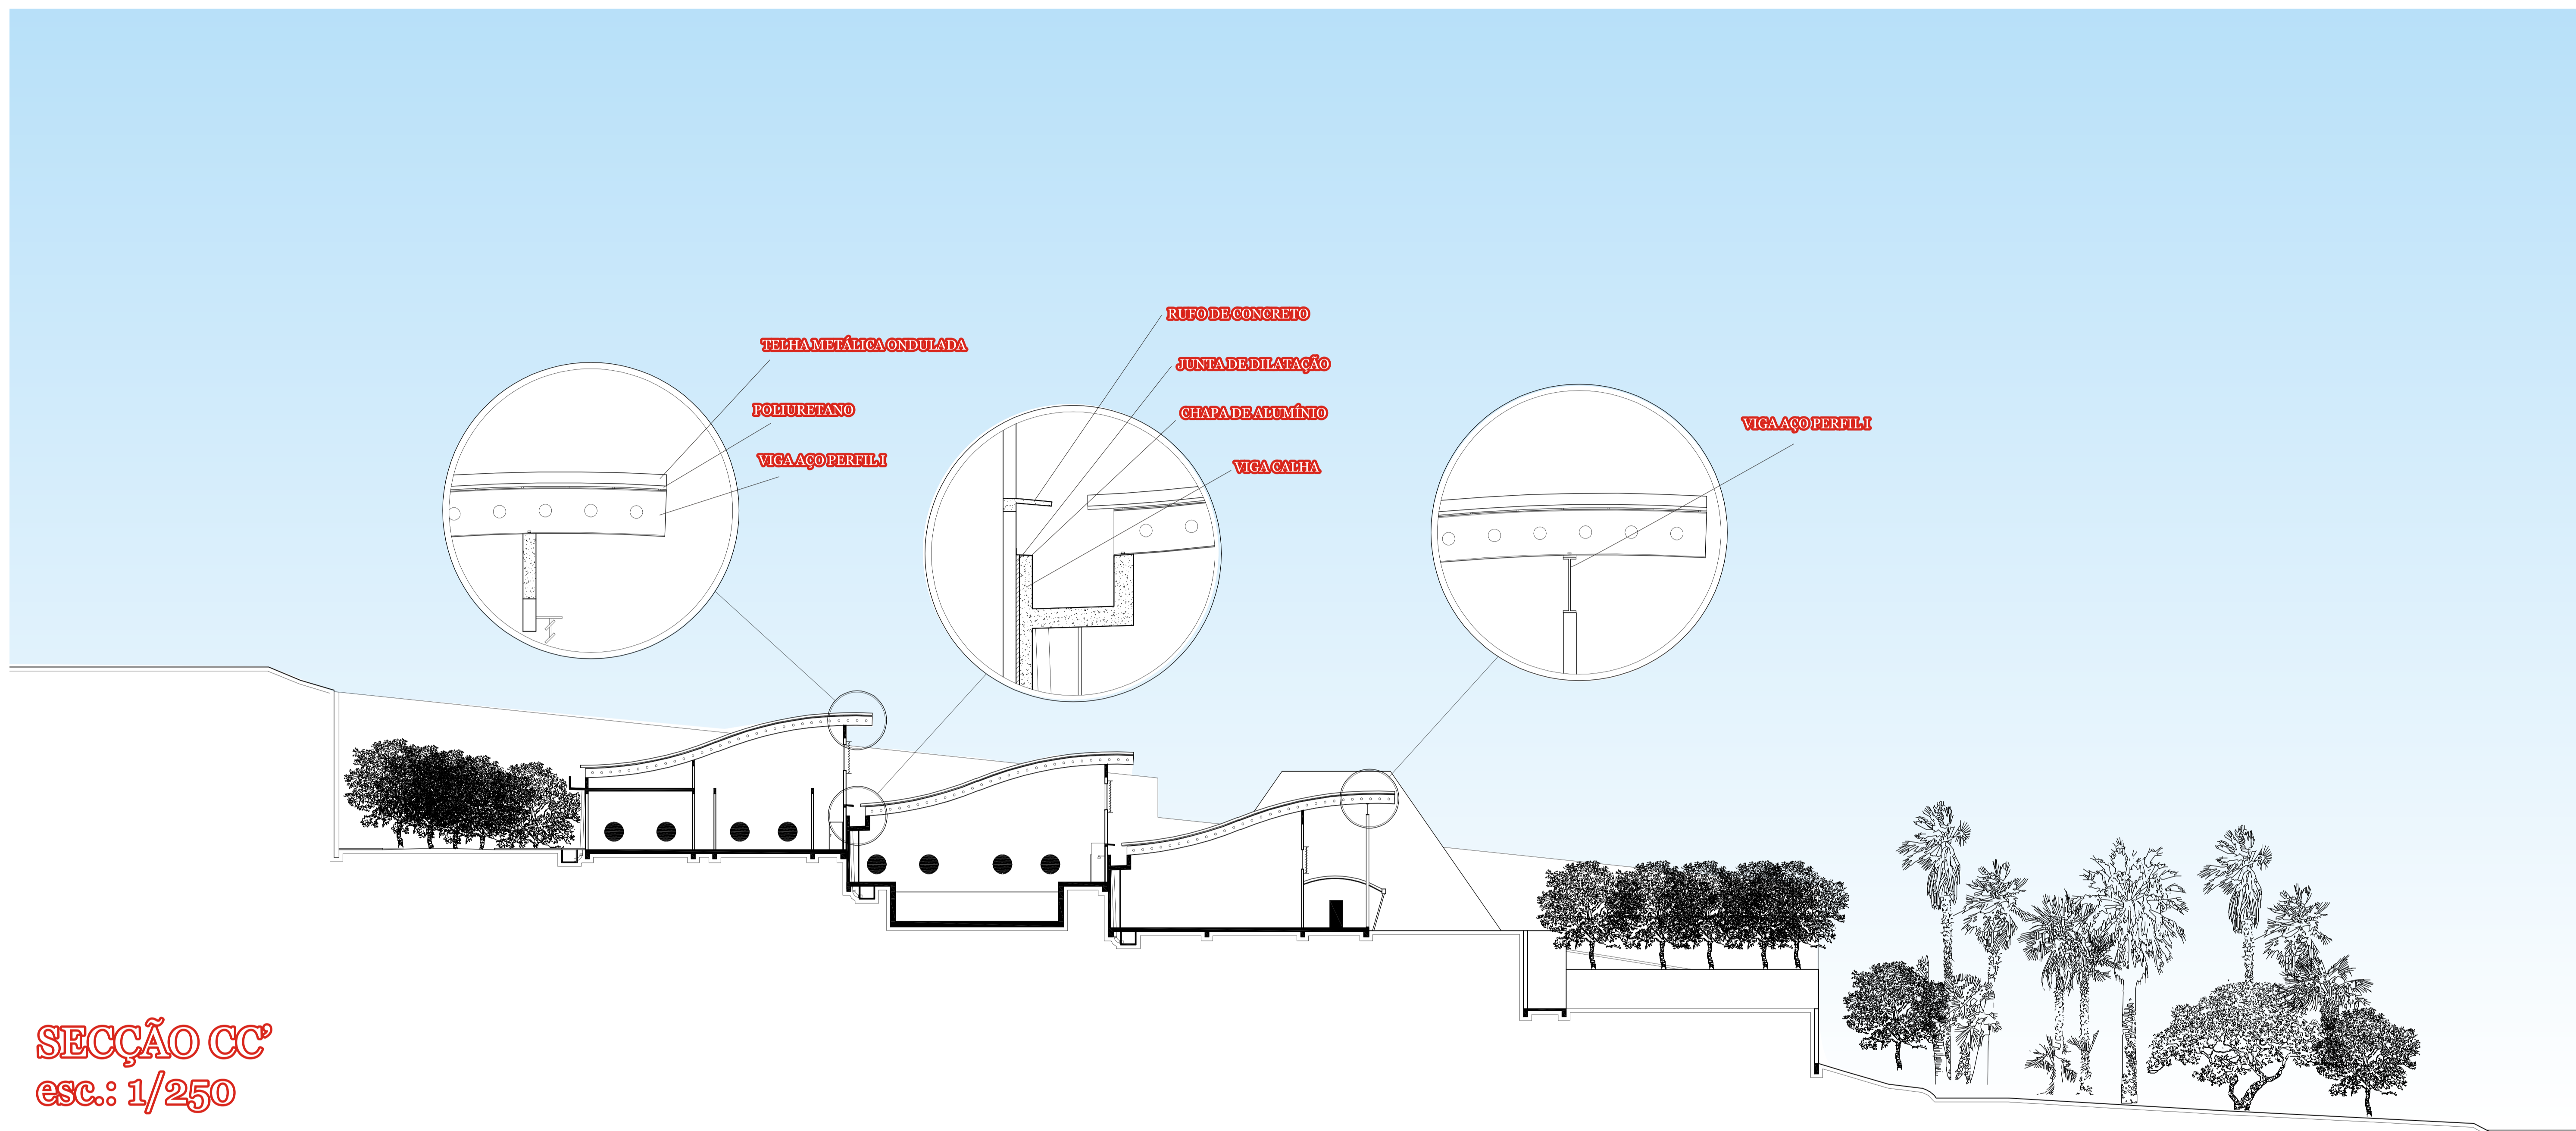 TELHA METÁLICA ONDULADA
POLIURETANO
VIGA AÇO PERFIL I
RUFO DE CONCRETO
JUNTA DE DILATAÇÃO
CHAPA DE ALUMÍNIO
VIGA CALHA
VIGA AÇO PERFIL I
SECÇÃO CC’
esc.: 1/250